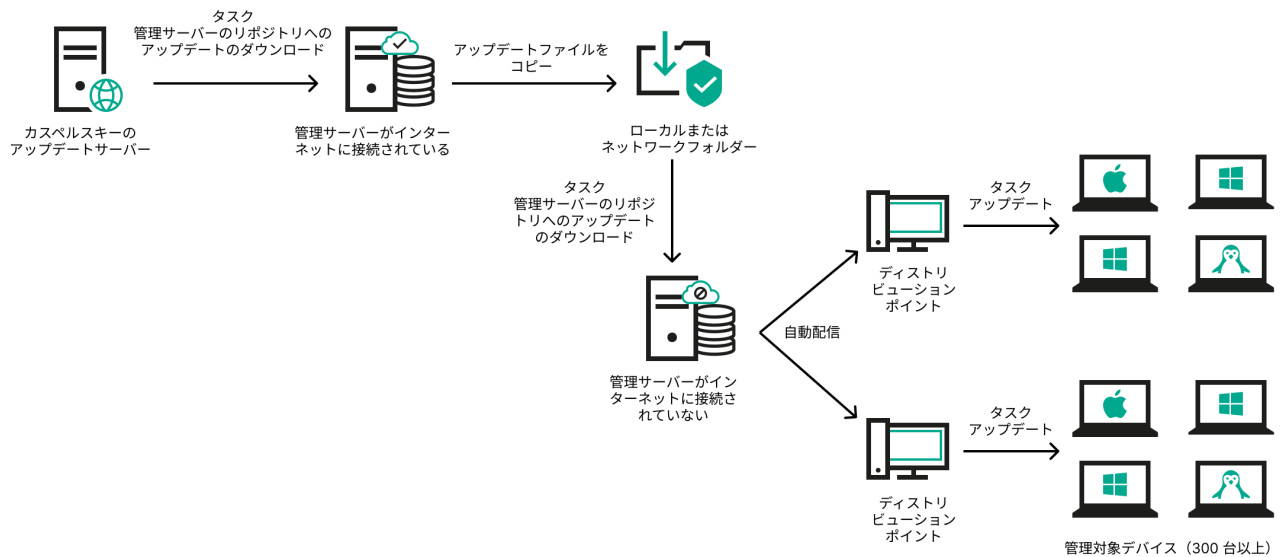 タスク
管理サーバーのリポジトリへの
アップデートのダウンロード
アップデートファイルを
コピー
カスペルスキーの
アップデートサーバー
管理サーバーがインター
ネットに接続されている
ローカルまたは
ネットワークフォルダー
タスク
管理サーバーのリポジ
トリへのアップデート
のダウンロード
タスク
アップデート
ディストリ
ビューション
ポイント
自動配信
管理サーバーがイン
ターネットに接続さ
れていない
タスク
アップデート
ディストリ
ビューション
ポイント
管理対象デバイス（300 台以上）